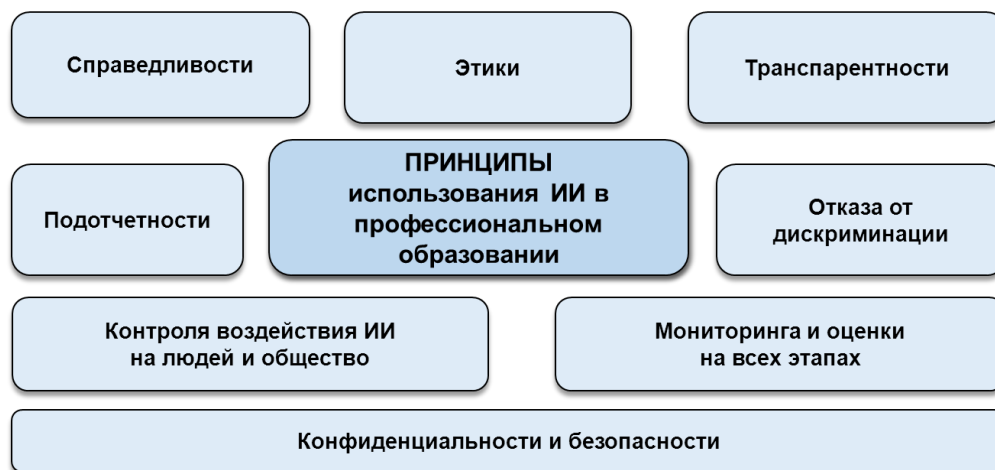 Справедливости
Этики
Транспарентности
ПРИНЦИПЫ
использования ИИ в
профессиональном
образовании
Подотчетности
Отказа от
дискриминации
Контроля воздействия ИИ
на людей и общество
Мониторинга и оценки
на всех этапах
Конфиденциальности и безопасности